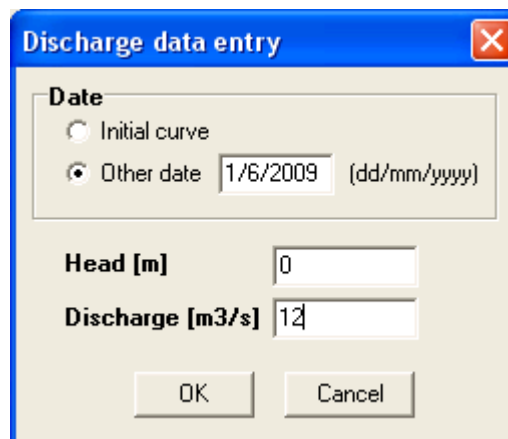 Discharge data entry
Date
Initial curve
Other date 1/6/2009 (dd/mm/yyyy)
Head [m] 0
Discharge [m3/s] 12
OK Cancel